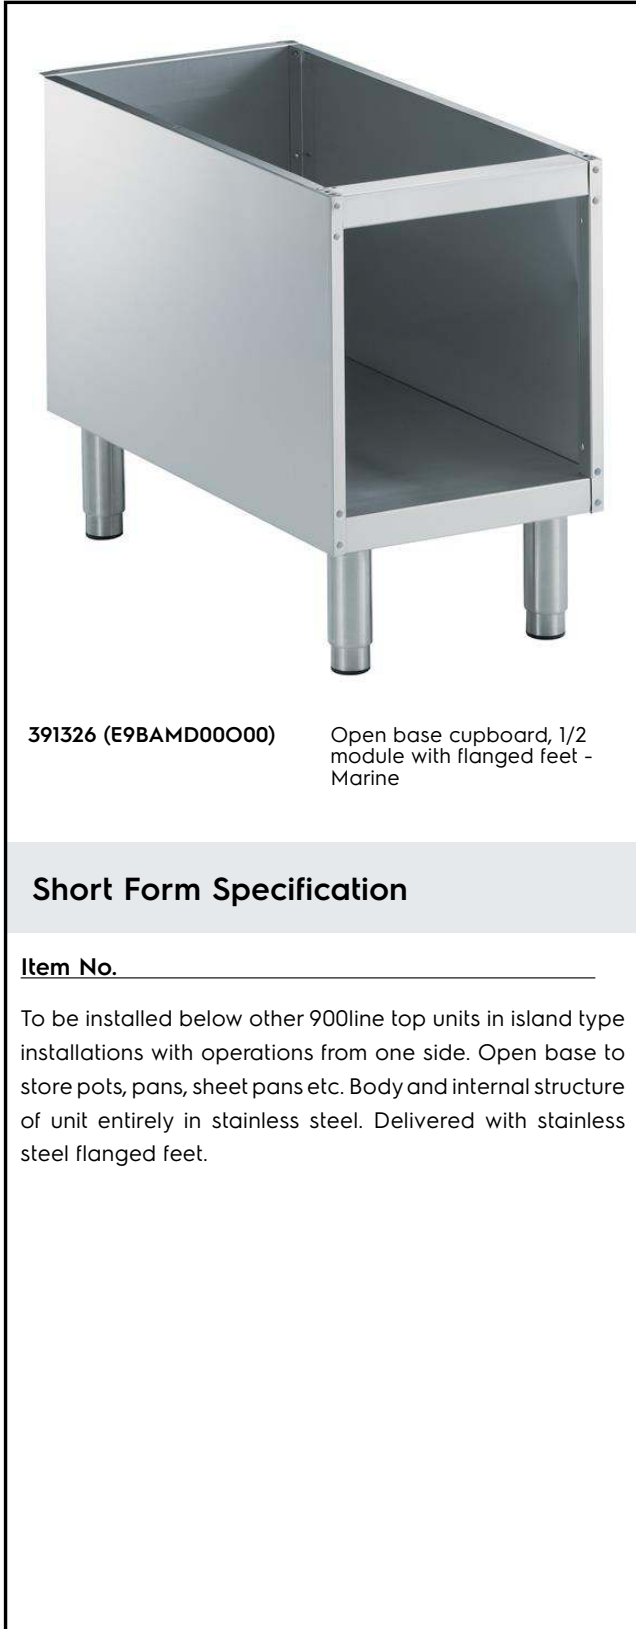 391326 (E9BAMD00O00)
Open base cupboard, 1/2
module with flanged feet -
Marine
Short Form Specification
Item No.
To be installed below other 900line top units in island type
installations with operations from one side. Open base to
store pots, pans, sheet pans etc. Body and internal structure
of unit entirely in stainless steel. Delivered with stainless
steel flanged feet.